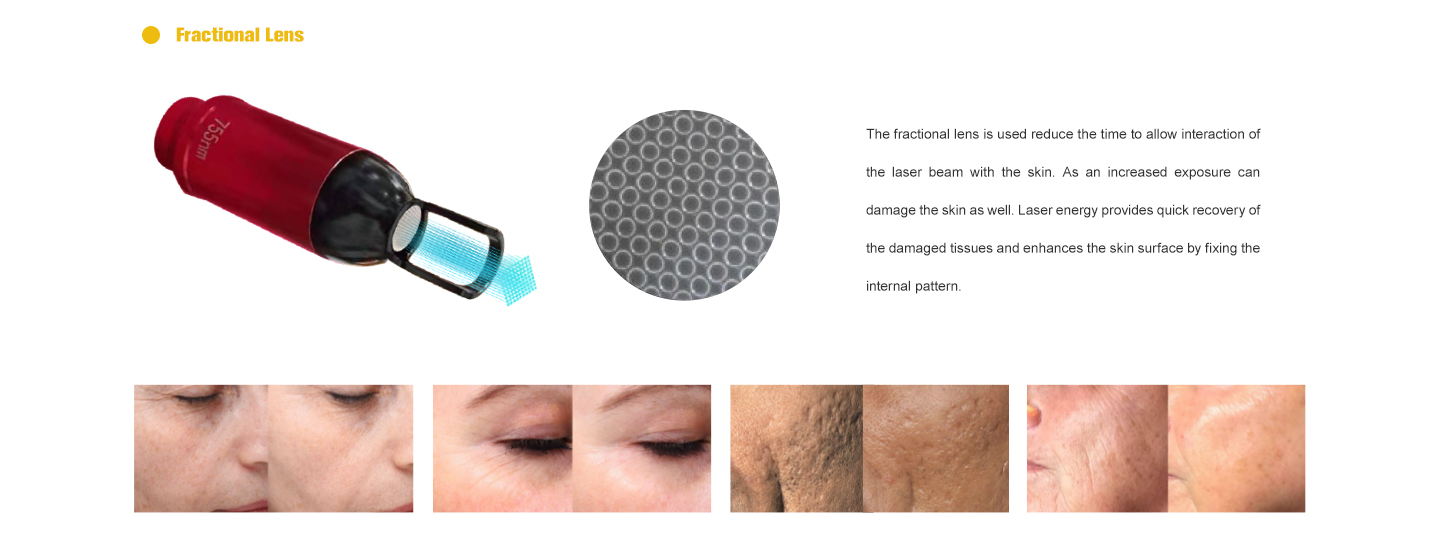 Fractional Lens
755nm
The fractional lens is used reduce the time to allow interaction of
the laser beam with the skin. As an increased exposure can
damage the skin as well. Laser energy provides quick recovery of
the damaged tissues and enhances the skin surface by fixing the
internal pattern.